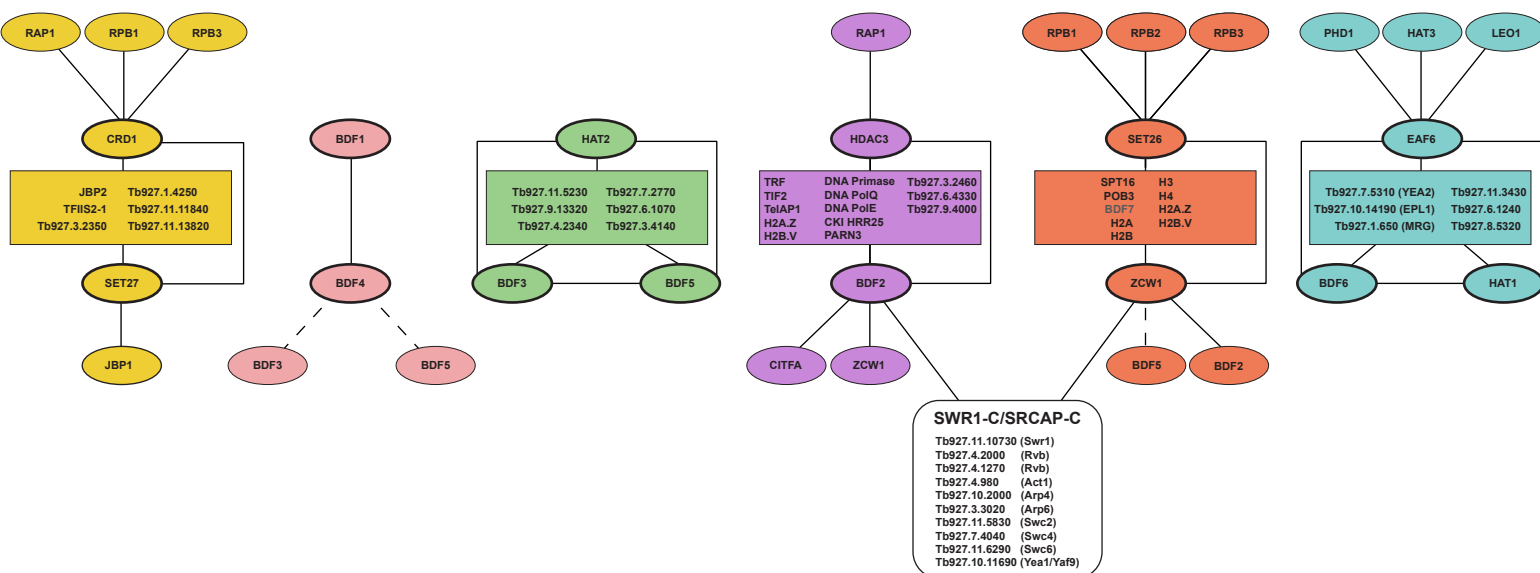 RAP1
RPB1
RPB3
CRD1
JBP2 Tb927.1.4250
TFIIS2-1 Tb927.11.11840
Tb927.3.2350 Tb927.11.13820
SET27
JBP1
BDF1
BDF4
BDF3
BDF5
HAT2
Tb927.11.5230 Tb927.7.2770
Tb927.9.13320 Tb927.6.1070
Tb927.4.2340 Tb927.3.4140
BDF3
BDF5
RAP1
HDAC3
TRF DNA Primase Tb927.3.2460
TIF2 DNA PolQ Tb927.6.4330
TelAP1 DNA PolE Tb927.9.4000
H2A.Z CKI HRR25
H2B.V PARN3
BDF2
CITFA
ZCW1
RPB1
RPB2
RPB3
SET26
SPT16 H3
POB3 H4
BDF7 H2A.Z
H2A H2B.V
H2B
ZCW1
BDF5
BDF2
PHD1
HAT3
LEO1
EAF6
Tb927.7.5310 (YEA2) Tb927.11.3430
Tb927.10.14190 (EPL1) Tb927.6.1240
Tb927.1.650 (MRG) Tb927.8.5320
BDF6
HAT1
SWR1-C/SRCAP-C
Tb927.11.10730 (Swr1)
Tb927.4.2000 (Rvb)
Tb927.4.1270 (Rvb)
Tb927.4.980 (Act1)
Tb927.10.2000 (Arp4)
Tb927.3.3020 (Arp6)
Tb927.11.5830 (Swc2)
Tb927.7.4040 (Swc4)
Tb927.11.6290 (Swc6)
Tb927.10.11690 (Yea1/Yaf9)